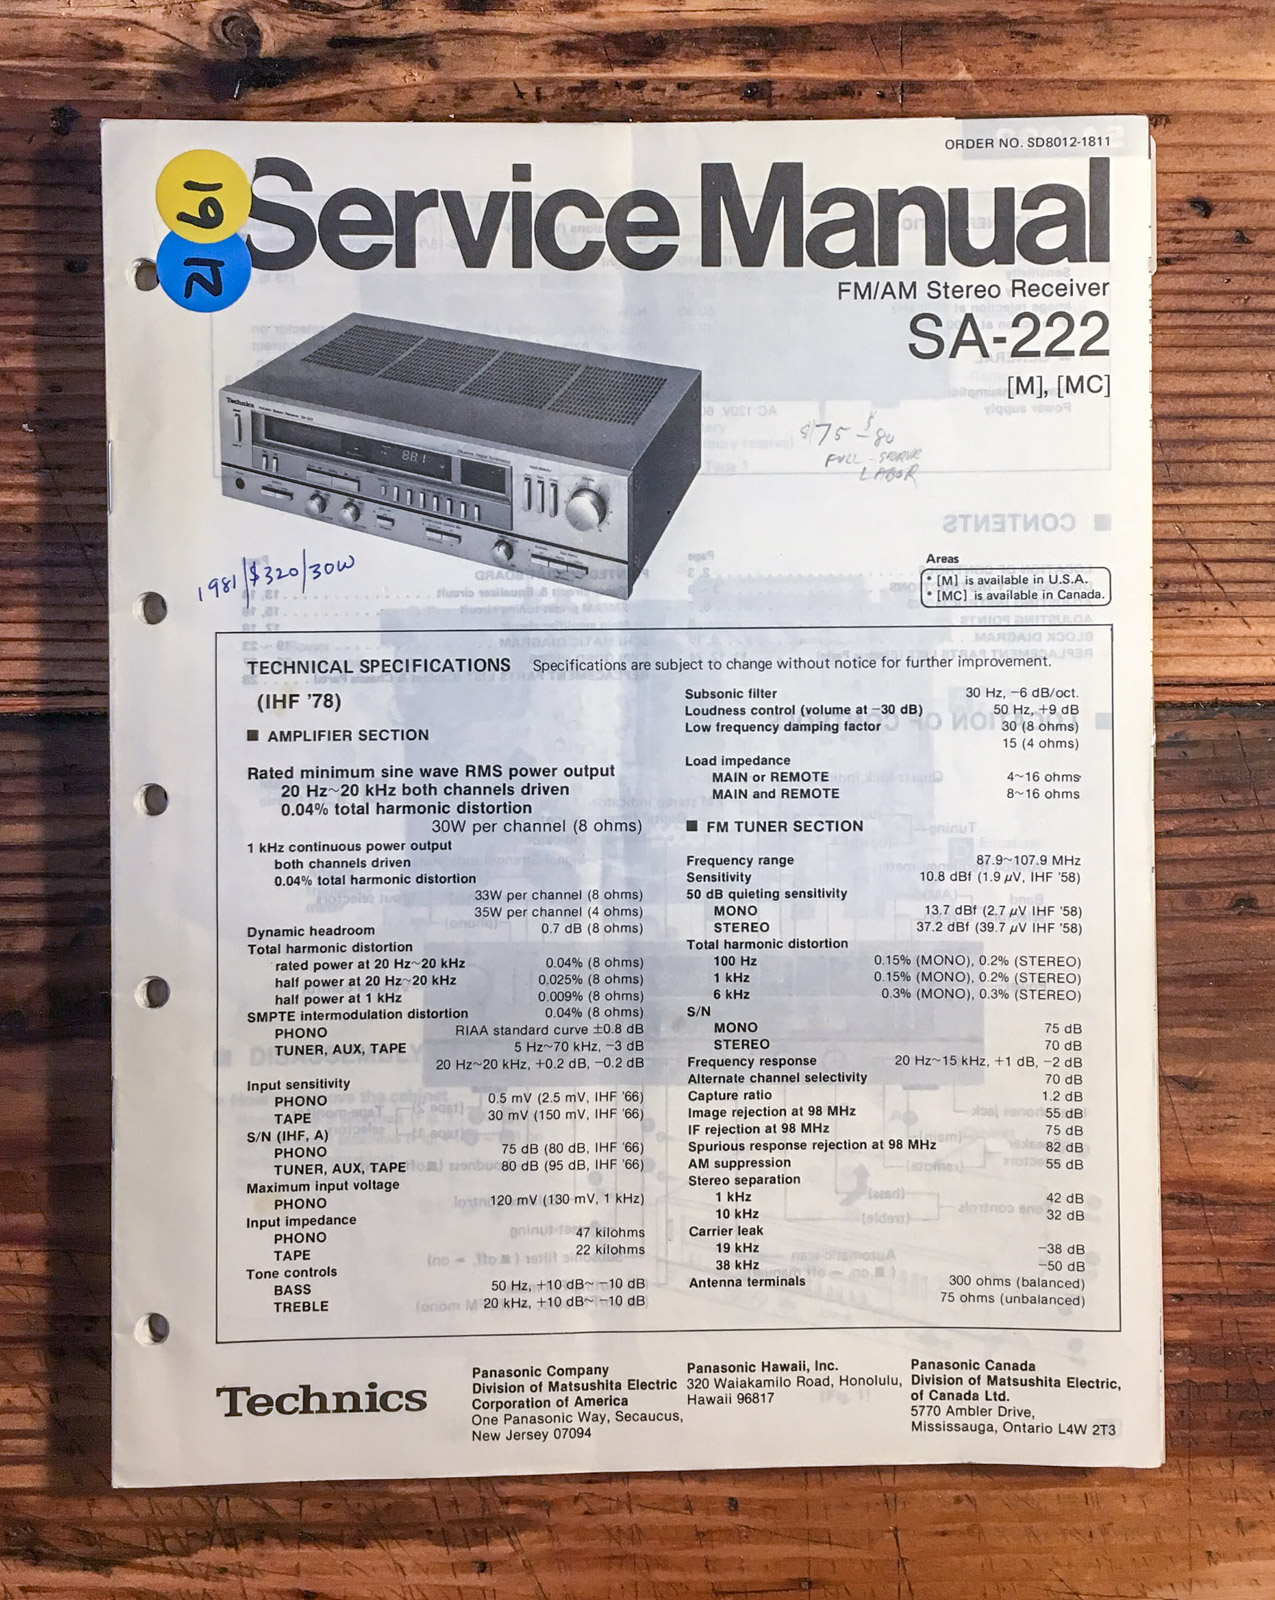 ORDER NO. SD8012-1811
Service Manual
61
21
FM/AM Stereo Receiver
SA-222
[M], [MC]
Technics
88.1
$75-80
FULL-SERVICE
LABOR
1981/$320/30W
Areas
* [M] is available in U.S.A.
* [MC] is available in Canada.
TECHNICAL SPECIFICATIONS Specifications are subject to change without notice for further improvement.
(IHF '78)
■ AMPLIFIER SECTION
Rated minimum sine wave RMS power output
20 Hz~20 kHz both channels driven
0.04% total harmonic distortion
30W per channel (8 ohms)
1 kHz continuous power output
both channels driven
0.04% total harmonic distortion
33W per channel (8 ohms)
35W per channel (4 ohms)
Dynamic headroom 0.7 dB (8 ohms)
Total harmonic distortion
rated power at 20 Hz~20 kHz 0.04% (8 ohms)
half power at 20 Hz~20 kHz 0.025% (8 ohms)
half power at 1 kHz 0.009% (8 ohms)
SMPTE intermodulation distortion 0.04% (8 ohms)
PHONO RIAA standard curve ±0.8 dB
TUNER, AUX, TAPE 5 Hz~70 kHz, −3 dB
20 Hz~20 kHz, +0.2 dB, −0.2 dB
Input sensitivity
PHONO 0.5 mV (2.5 mV, IHF '66)
TAPE 30 mV (150 mV, IHF '66)
S/N (IHF, A)
PHONO 75 dB (80 dB, IHF '66)
TUNER, AUX, TAPE 80 dB (95 dB, IHF '66)
Maximum input voltage
PHONO 120 mV (130 mV, 1 kHz)
Input impedance
PHONO 47 kilohms
TAPE 22 kilohms
Tone controls
BASS 50 Hz, +10 dB~ −10 dB
TREBLE 20 kHz, +10 dB~ −10 dB
Subsonic filter 30 Hz, −6 dB/oct.
Loudness control (volume at −30 dB) 50 Hz, +9 dB
Low frequency damping factor 30 (8 ohms)
15 (4 ohms)
Load impedance
MAIN or REMOTE 4~16 ohms
MAIN and REMOTE 8~16 ohms
■ FM TUNER SECTION
Frequency range 87.9~107.9 MHz
Sensitivity 10.8 dBf (1.9 µV, IHF '58)
50 dB quieting sensitivity
MONO 13.7 dBf (2.7 µV IHF '58)
STEREO 37.2 dBf (39.7 µV IHF '58)
Total harmonic distortion
100 Hz 0.15% (MONO), 0.2% (STEREO)
1 kHz 0.15% (MONO), 0.2% (STEREO)
6 kHz 0.3% (MONO), 0.3% (STEREO)
S/N
MONO 75 dB
STEREO 70 dB
Frequency response 20 Hz~15 kHz, +1 dB, −2 dB
Alternate channel selectivity 70 dB
Capture ratio 1.2 dB
Image rejection at 98 MHz 55 dB
IF rejection at 98 MHz 75 dB
Spurious response rejection at 98 MHz 82 dB
AM suppression 55 dB
Stereo separation
1 kHz 42 dB
10 kHz 32 dB
Carrier leak
19 kHz −38 dB
38 kHz −50 dB
Antenna terminals 300 ohms (balanced)
75 ohms (unbalanced)
Technics
Panasonic Company
Division of Matsushita Electric
Corporation of America
One Panasonic Way, Secaucus,
New Jersey 07094
Panasonic Hawaii, Inc.
320 Waiakamilo Road, Honolulu,
Hawaii 96817
Panasonic Canada
Division of Matsushita Electric,
of Canada Ltd.
5770 Ambler Drive,
Mississauga, Ontario L4W 2T3